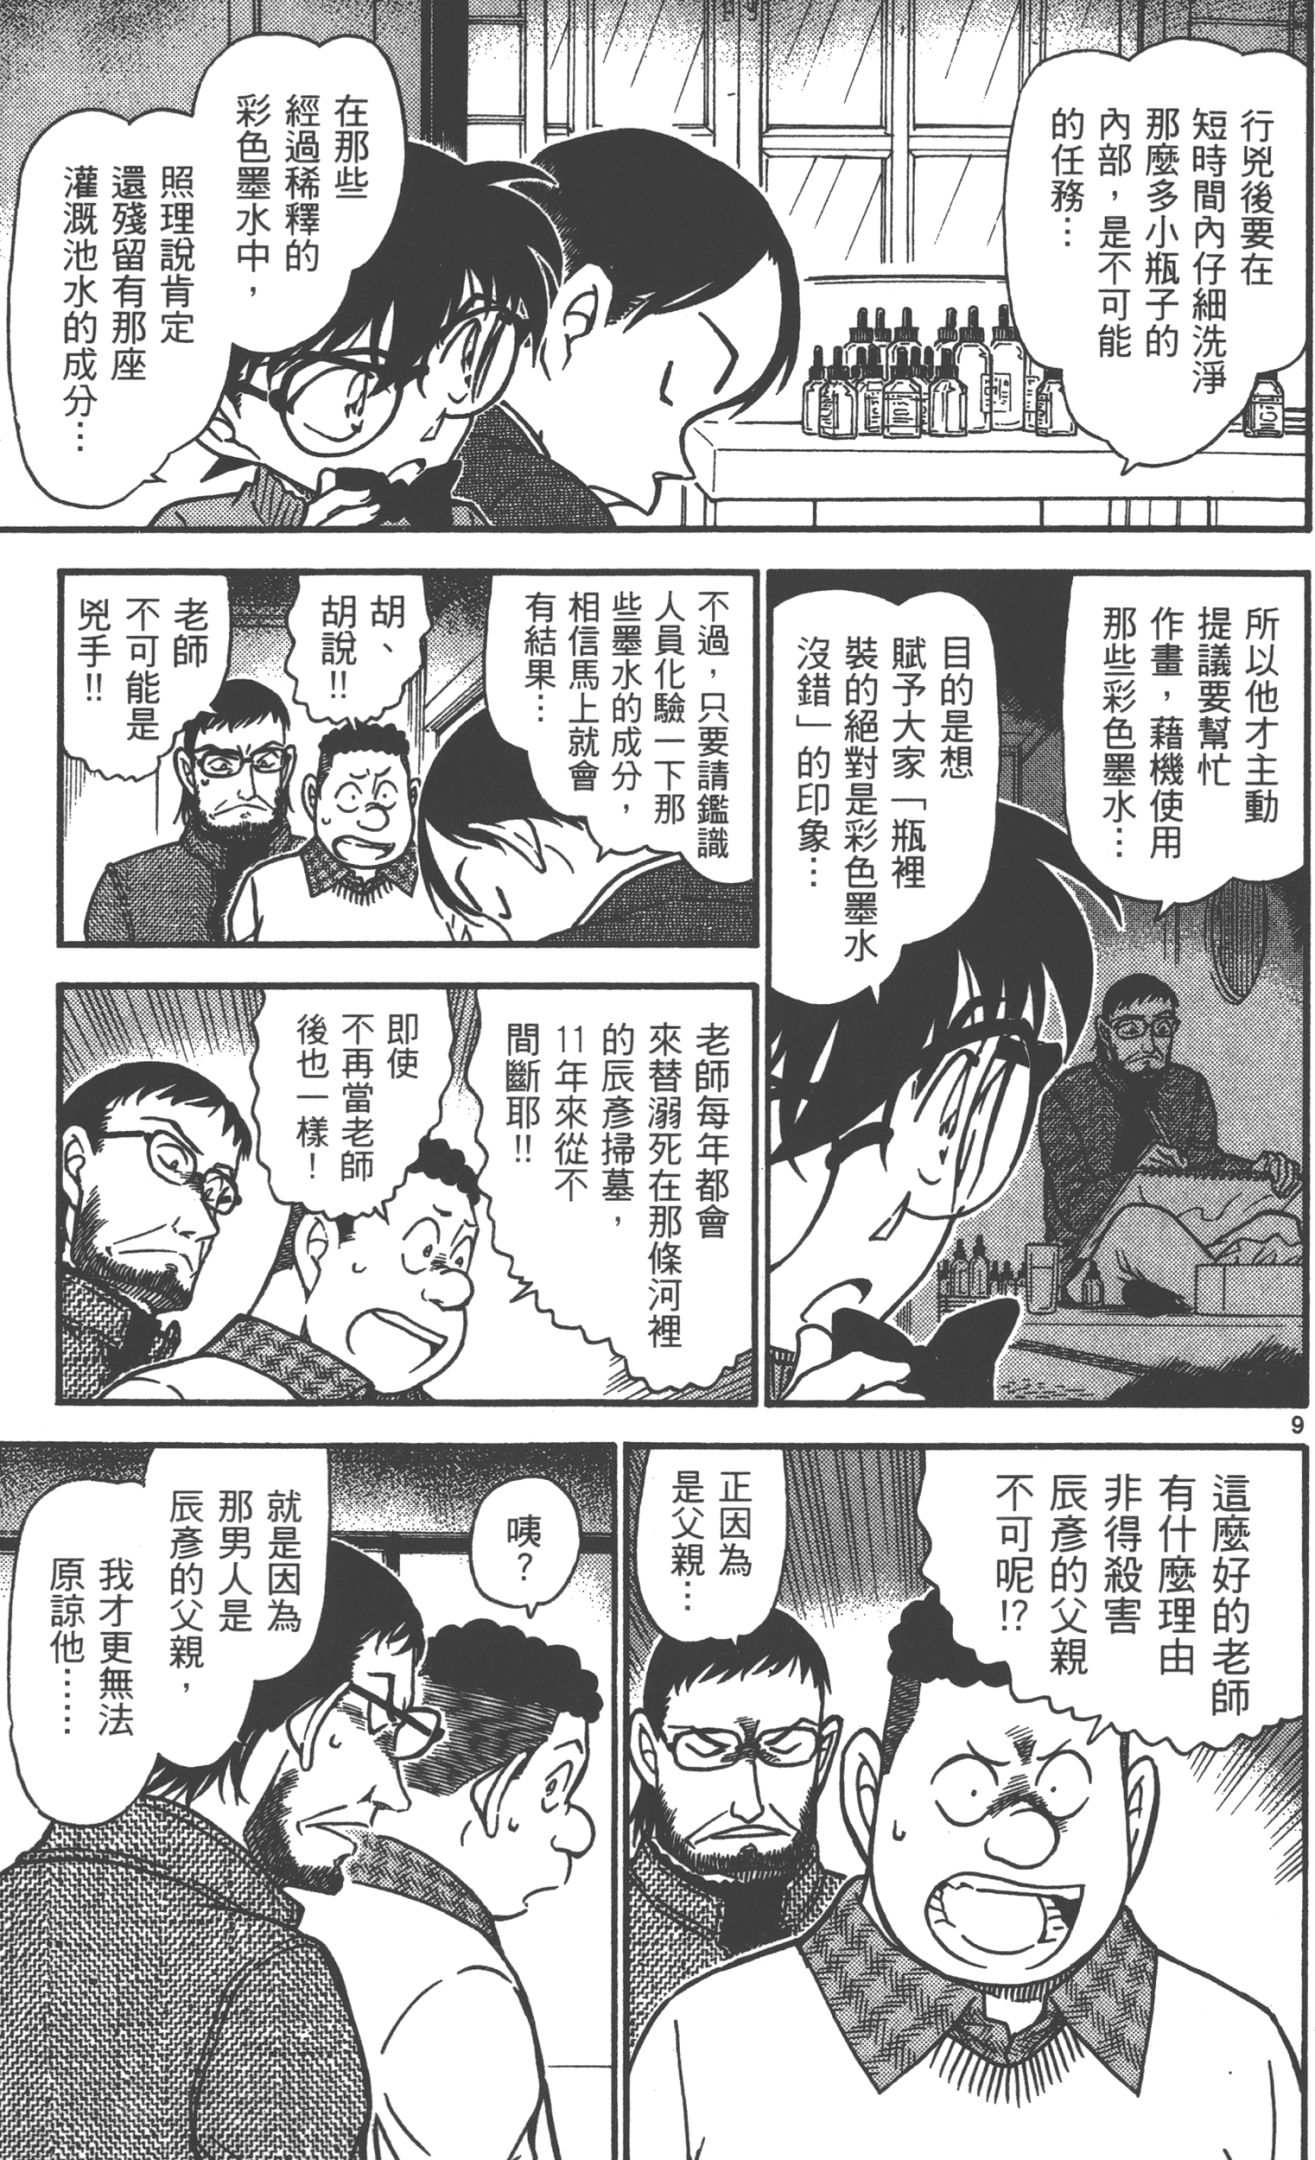 行兇後要在
短時間內仔細洗淨
那麼多小瓶子的
內部，是不可能
的任務…
在那些
經過稀釋的
彩色墨水中，
照理說肯定
還殘留有那座
灌溉池水的成分…
所以他才主動
提議要幫忙
作畫，藉機使用
那些彩色墨水…
目的是想
賦予大家「瓶裡
裝的絕對是彩色墨水
沒錯」的印象…
不過，只要請鑑識
人員化驗一下那
些墨水的成分，
相信馬上就會
有結果…
胡、
胡說!!
老師
不可能是
兇手!!
老師每年都會
來替溺死在那條河裡
的辰彥掃墓，
11年來從不
間斷耶!!
即使
不再當老師
後也一樣！
9
這麼好的老師
有什麼理由
非得殺害
辰彥的父親
不可呢!?
正因為
是父親…
咦？
就是因為
那男人是
辰彥的父親，
我才更無法
原諒他……